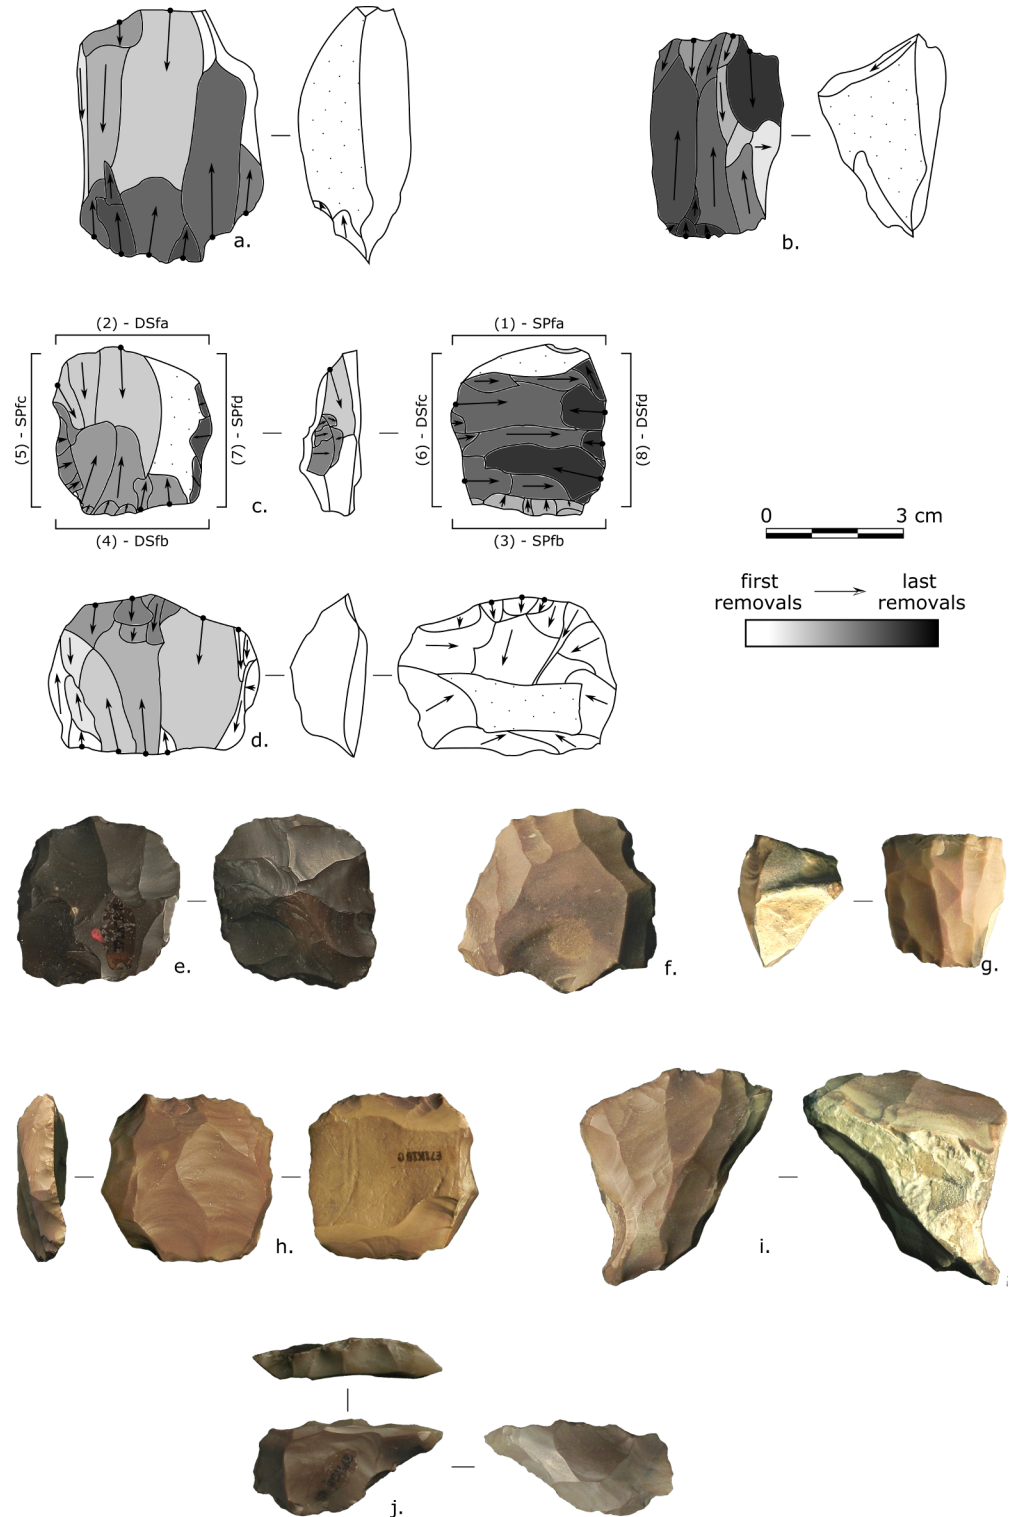 a.
b.
(2) - DSfa
(1) - SPfa
(5) - SPfc
(7) - SPfd
(6) - DSfc
(8) - DSfd
c.
(4) - DSfb
(3) - SPfb
0 3 cm
first removals
last removals
d.
e.
f.
g.
E71K1B C
h.
i.
j.